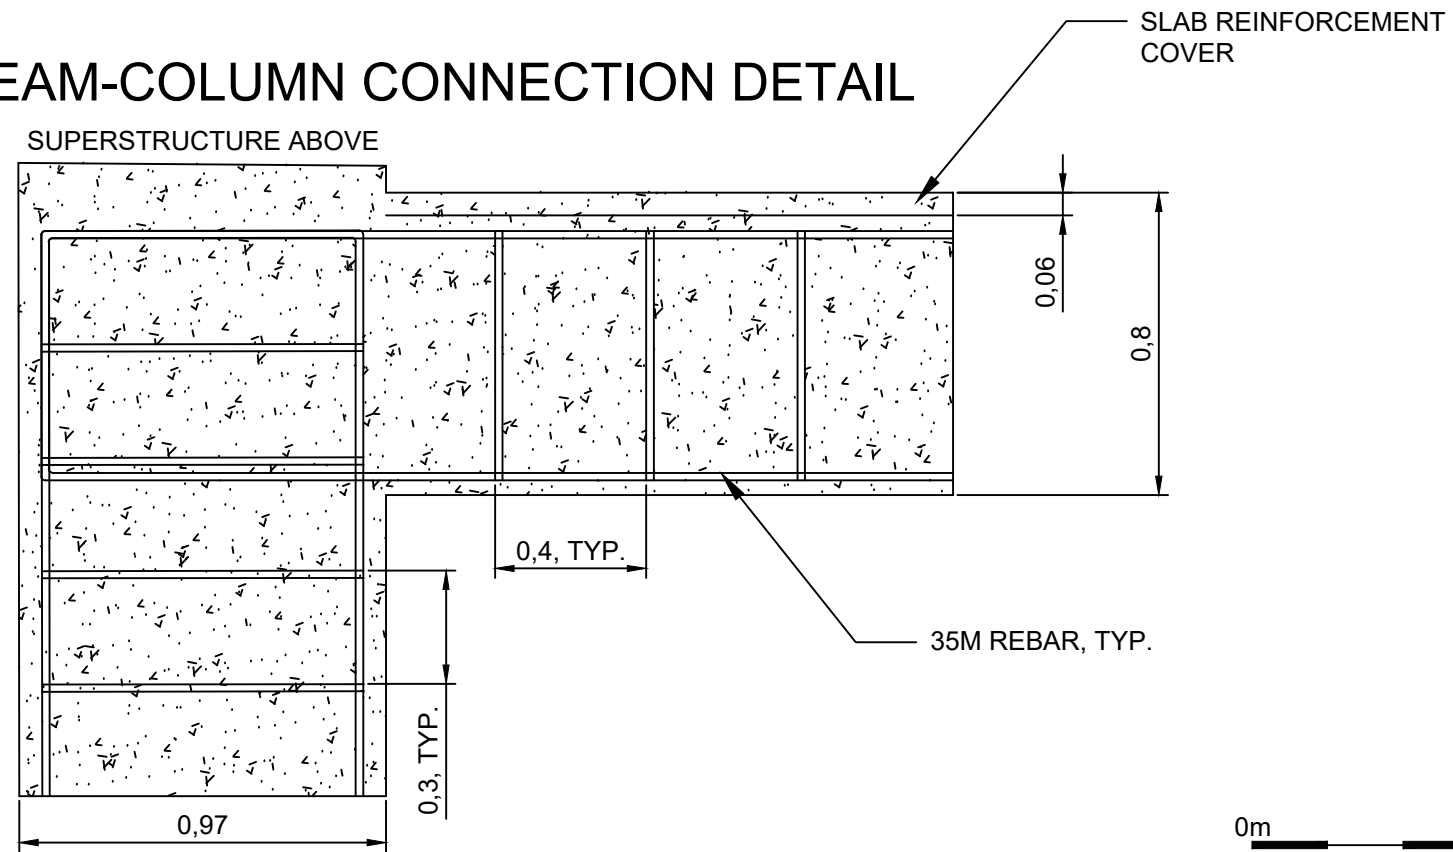 EAM-COLUMN CONNECTION DETAIL
SUPERSTRUCTURE ABOVE
SLAB REINFORCEMENT
COVER
0,06
0,8
0,4, TYP.
35M REBAR, TYP.
0,3, TYP.
0,97
0m